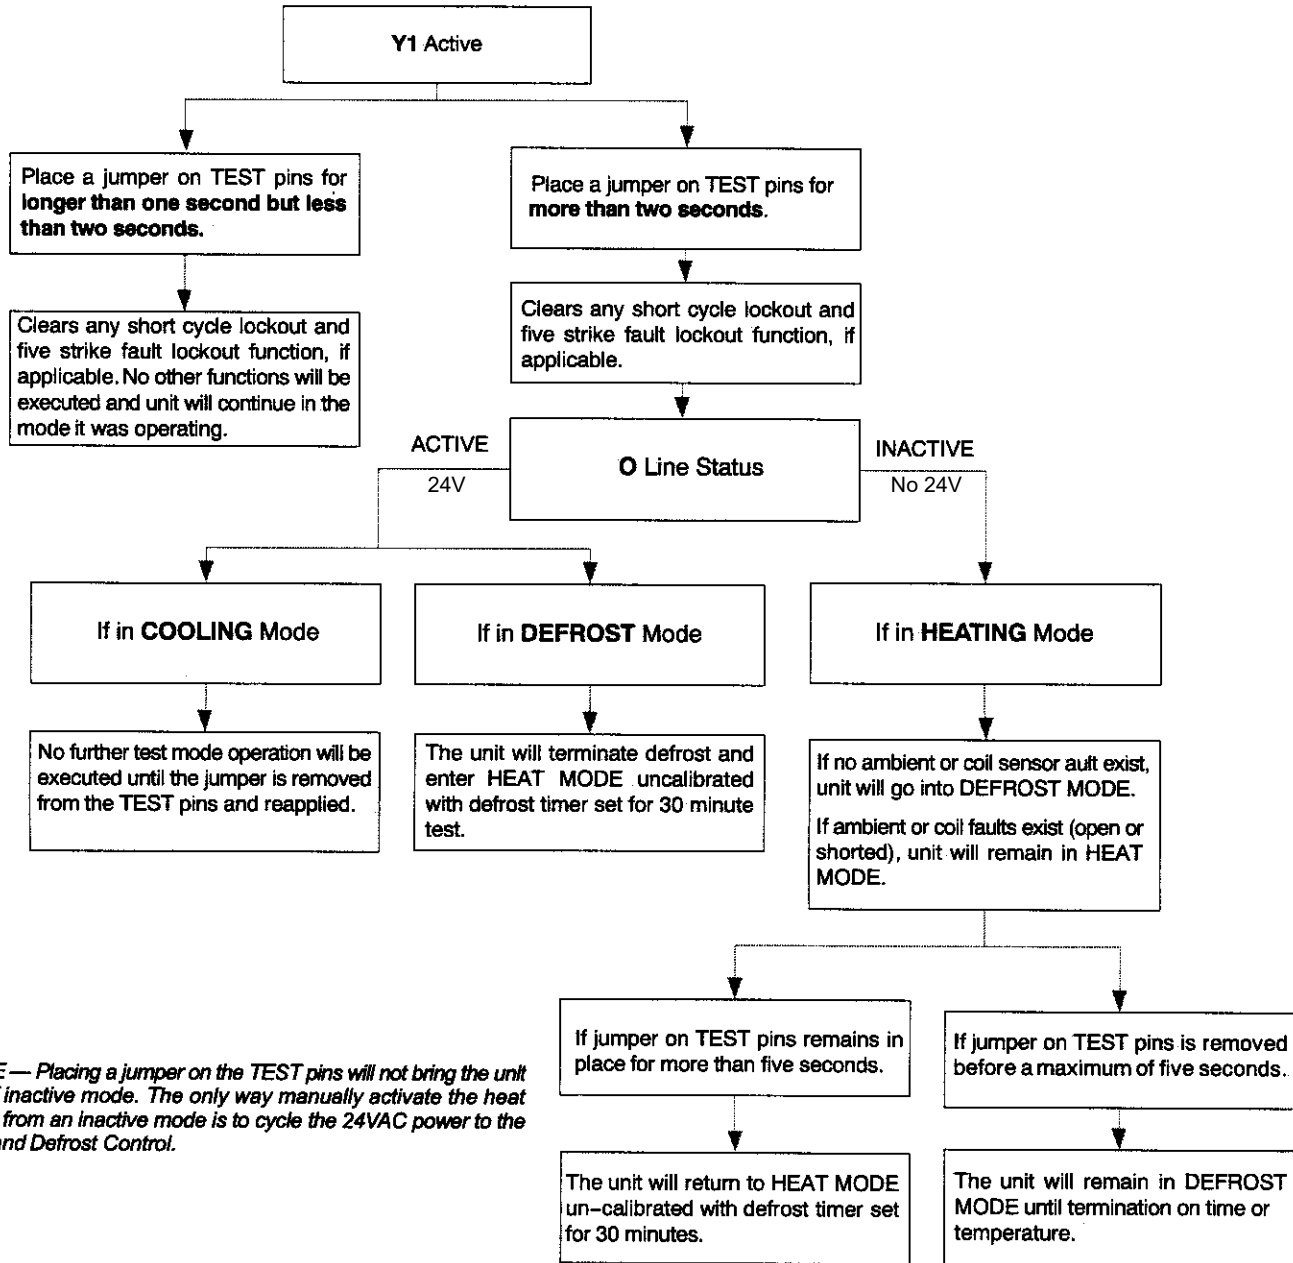 Y1 Active
Place a jumper on TEST pins for
longer than one second but less
than two seconds.
Place a jumper on TEST pins for
more than two seconds.
Clears any short cycle lockout and
five strike fault lockout function, if
applicable. No other functions will be
executed and unit will continue in the
mode it was operating.
Clears any short cycle lockout and
five strike fault lockout function, if
applicable.
ACTIVE
24V
O Line Status
INACTIVE
No 24V
If in COOLING Mode
If in DEFROST Mode
If in HEATING Mode
No further test mode operation will be
executed until the jumper is removed
from the TEST pins and reapplied.
The unit will terminate defrost and
enter HEAT MODE uncalibrated
with defrost timer set for 30 minute
test.
If no ambient or coil sensor ault exist,
unit will go into DEFROST MODE.
If ambient or coil faults exist (open or
shorted), unit will remain in HEAT
MODE.
If jumper on TEST pins remains in
place for more than five seconds.
If jumper on TEST pins is removed
before a maximum of five seconds.
E — Placing a jumper on the TEST pins will not bring the unit
inactive mode. The only way manually activate the heat
from an inactive mode is to cycle the 24VAC power to the
and Defrost Control.
The unit will return to HEAT MODE
un-calibrated with defrost timer set
for 30 minutes.
The unit will remain in DEFROST
MODE until termination on time or
temperature.